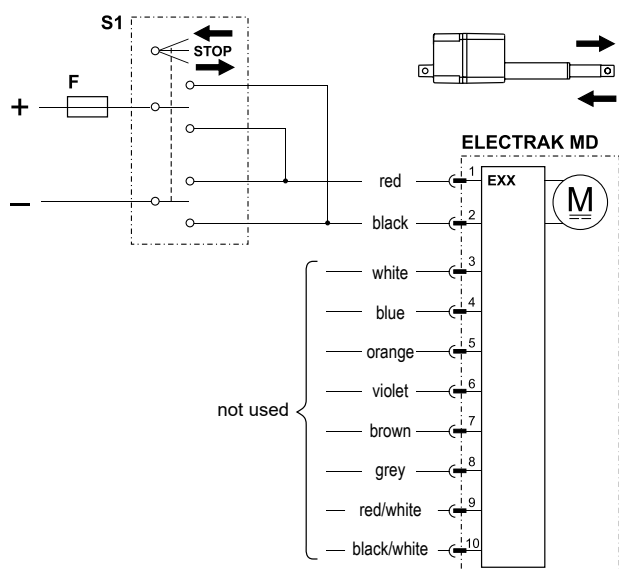 S1
STOP
F
+
–
ELECTRAK MD
red 1 EXX
M
black 2
white 3
blue 4
orange 5
violet 6
not used
brown 7
grey 8
red/white 9
black/white 10